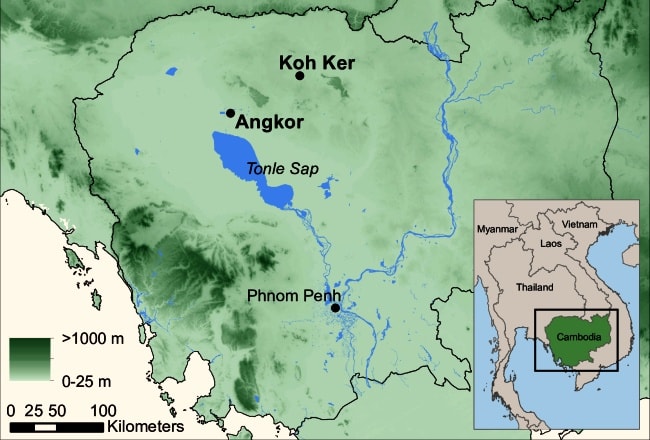 Koh Ker
Angkor
Tonle Sap
Phnom Penh
>1000 m
0-25 m
0 25 50 100
Kilometers
Myanmar
Vietnam
Laos
Thailand
Cambodia